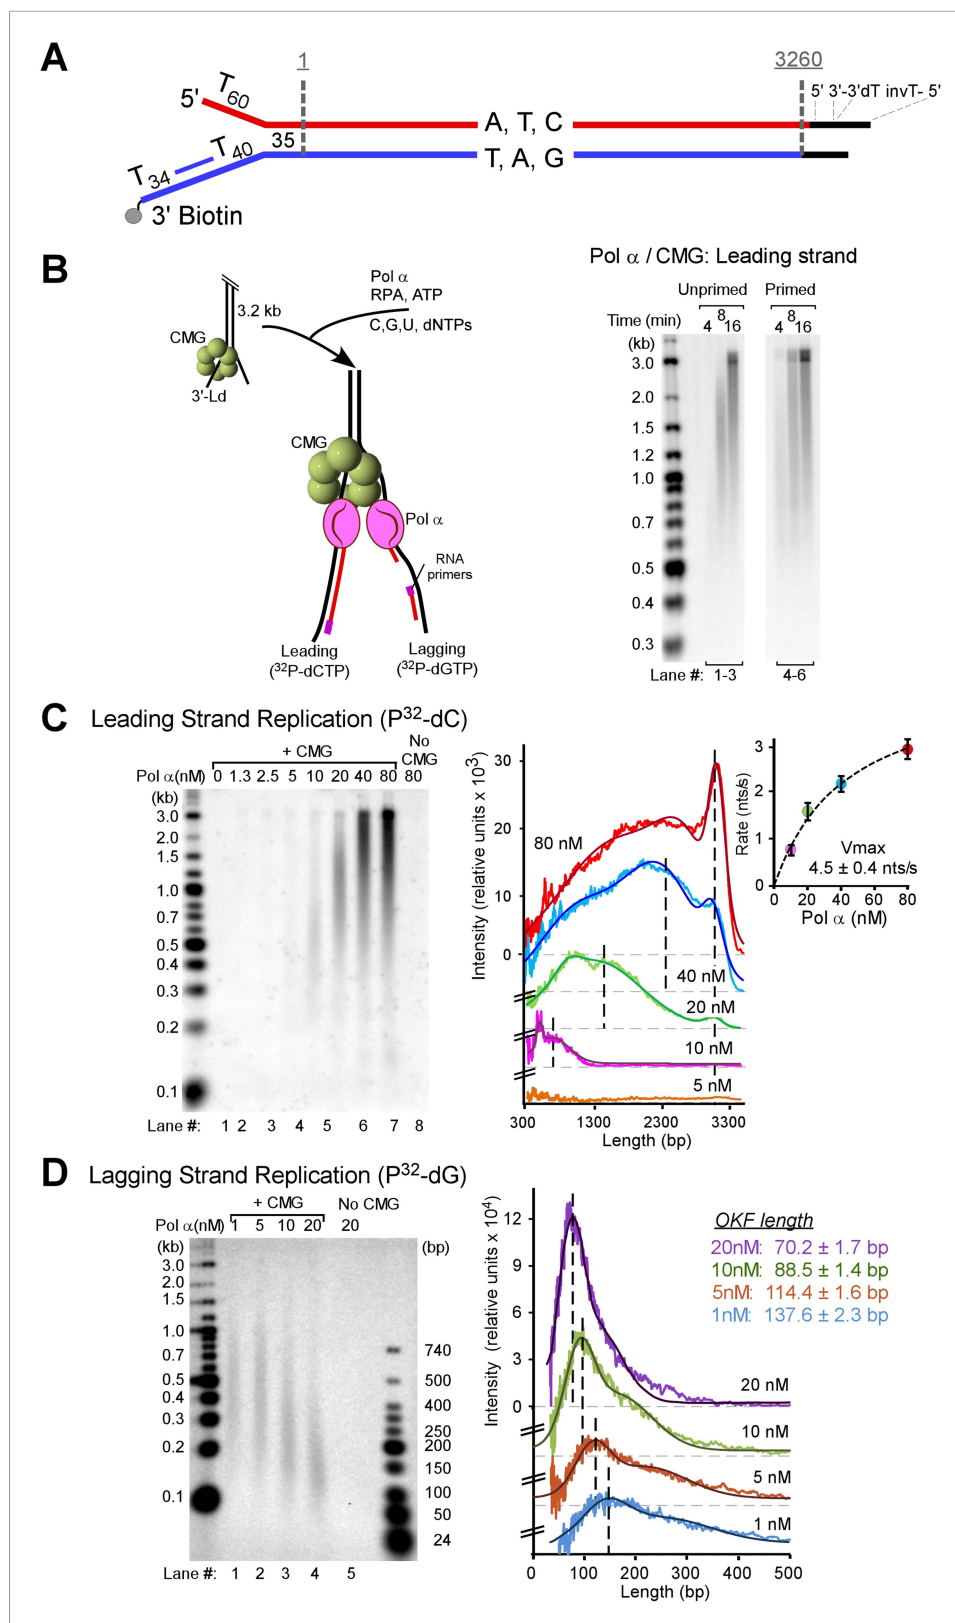 A
1
3260
5'
T60
5' 3'-3'dT invT- 5'
A, T, C
T40
35
T, A, G
T34
3' Biotin
B
Pol α / CMG: Leading strand
Pol α
RPA, ATP
C,G,U, dNTPs
3.2 kb
CMG
3'-Ld
CMG
Pol α
RNA
primers
Leading
(32P-dCTP)
Lagging
(32P-dGTP)
Unprimed Primed
Time (min) 4 8 16 4 8 16
(kb)
3.0
2.0
1.5
1.2
1.0
0.7
0.5
0.4
0.3
Lane #: 1-3 4-6
C
Leading Strand Replication (P32-dC)
+ CMG
No
CMG
Pol α(nM) 0 1.3 2.5 5 10 20 40 80 80
(kb)
3.0
2.0
1.5
1.0
0.7
0.5
0.4
0.3
0.2
0.1
Lane #: 1 2 3 4 5 6 7 8
Intensity (relative units x 103)
30
20
10
0
80 nM
40 nM
20 nM
10 nM
5 nM
300 1300 2300 3300
Length (bp)
Rate (nts/s)
3
2
1
0
Vmax
4.5 ± 0.4 nts/s
0 20 40 60 80
Pol α (nM)
D
Lagging Strand Replication (P32-dG)
+ CMG No CMG
Pol α(nM) 1 5 10 20 20
(kb)
3.0
2.0
1.5
1.0
0.7
0.5
0.4
0.3
0.2
0.1
(bp)
740
500
400
250
200
150
100
50
24
Lane #: 1 2 3 4 5
Intensity (relative units x 104)
12
9
6
3
0
OKF length
20nM: 70.2 ± 1.7 bp
10nM: 88.5 ± 1.4 bp
5nM: 114.4 ± 1.6 bp
1nM: 137.6 ± 2.3 bp
20 nM
10 nM
5 nM
1 nM
0 100 200 300 400 500
Length (bp)